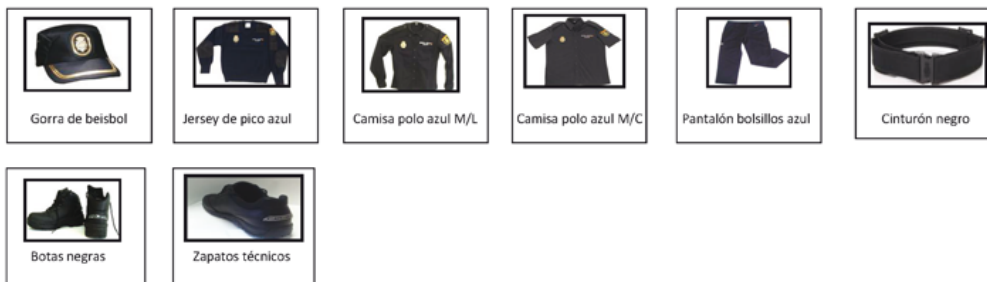 Gorra de beisbol
Jersey de pico azul
Camisa polo azul M/L
Camisa polo azul M/C
Pantalón bolsillos azul
Cinturón negro
Botas negras
Zapatos técnicos